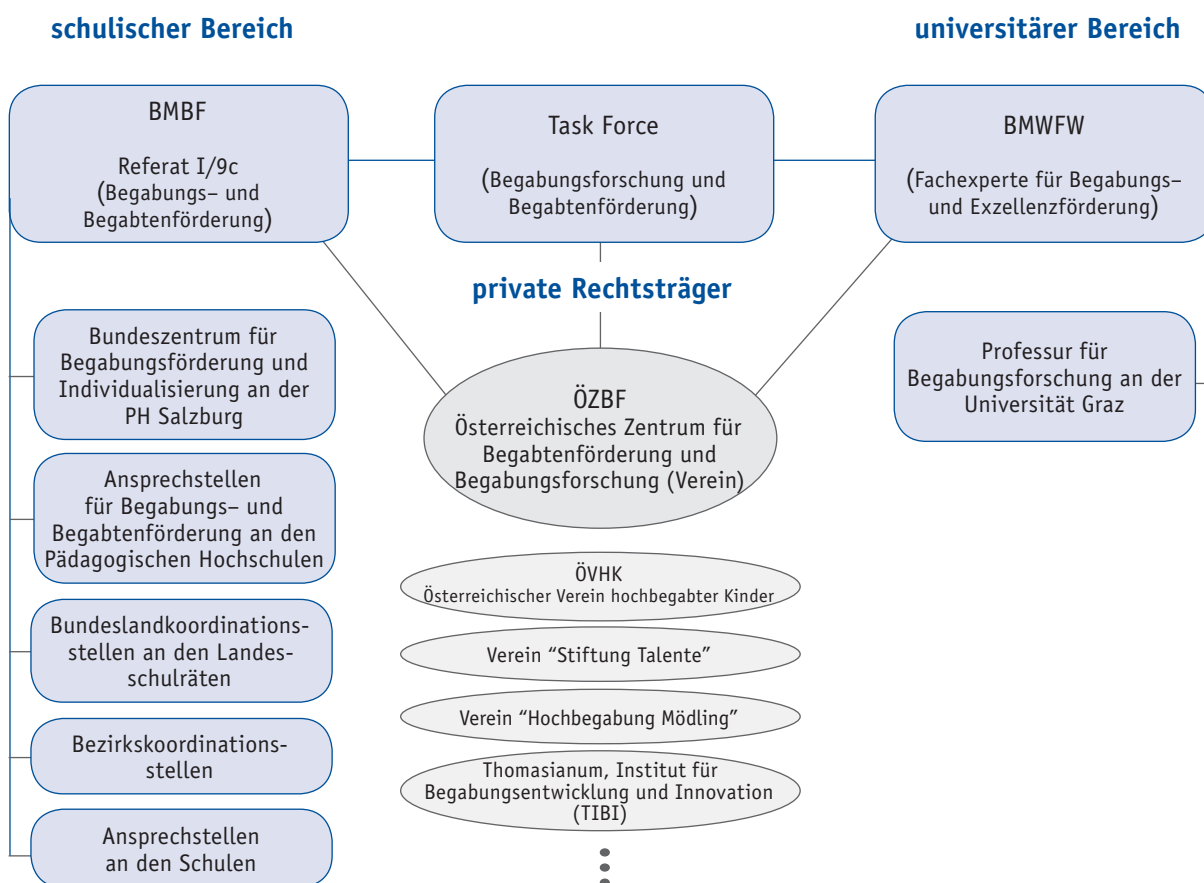 schulischer Bereich
universitärer Bereich
BMBF
Referat I/9c
(Begabungs– und
Begabtenförderung)
Task Force
(Begabungsforschung und
Begabtenförderung)
BMWFW
(Fachexperte für Begabungs–
und Exzellenzförderung)
private Rechtsträger
Bundeszentrum für
Begabungsförderung und
Individualisierung an der
PH Salzburg
Ansprechstellen
für Begabungs– und
Begabtenförderung an den
Pädagogischen Hochschulen
Bundeslandkoordinations-
stellen an den Landes-
schulräten
Bezirkskoordinations-
stellen
Ansprechstellen
an den Schulen
ÖZBF
Österreichisches Zentrum für
Begabtenförderung und
Begabungsforschung (Verein)
ÖVHK
Österreichischer Verein hochbegabter Kinder
Verein “Stiftung Talente”
Verein “Hochbegabung Mödling”
Thomasianum, Institut für
Begabungsentwicklung und Innovation
(TIBI)
Professur für
Begabungsforschung an der
Universität Graz